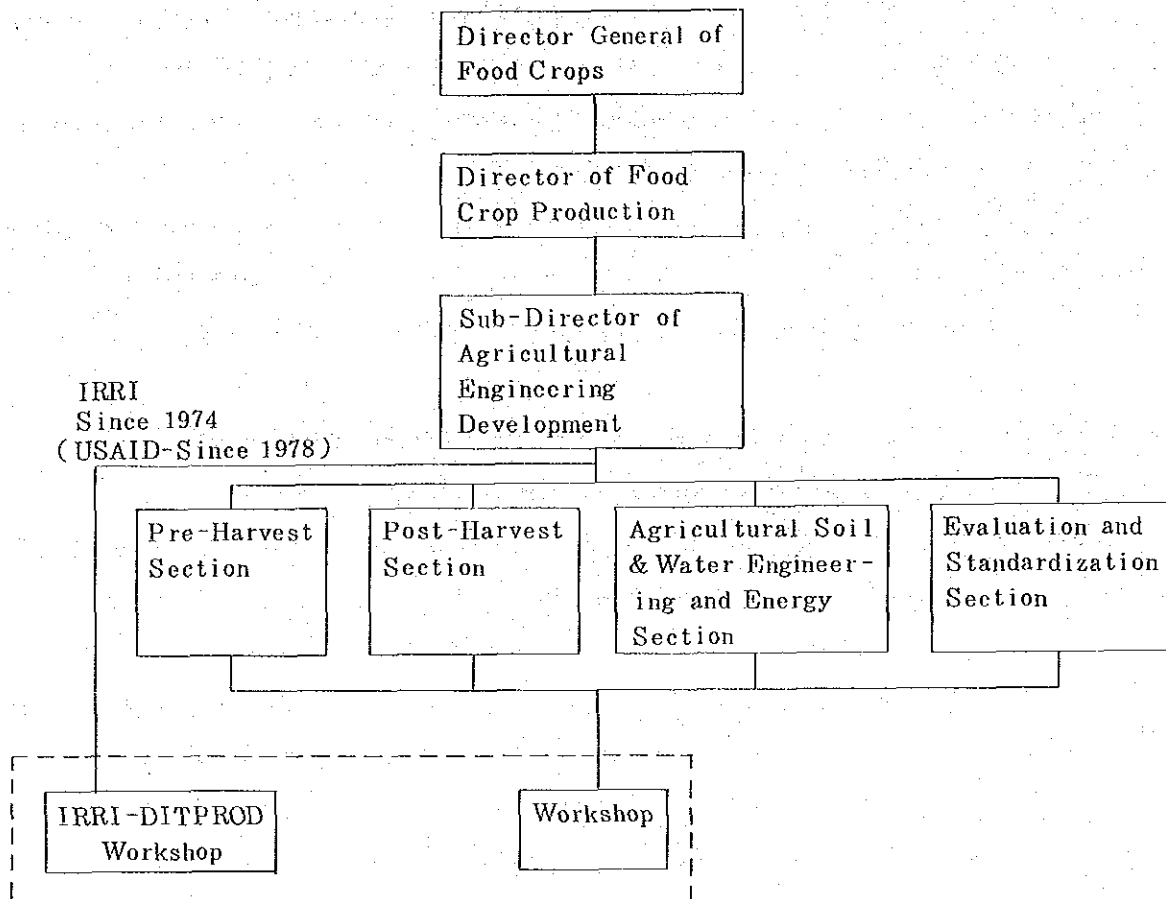 Director General of
Food Crops
Director of Food
Crop Production
Sub-Director of
Agricultural
Engineering
Development
IRRI
Since 1974
(USAID-Since 1978)
Pre-Harvest
Section
Post-Harvest
Section
Agricultural Soil
& Water Engineer-
ing and Energy
Section
Evaluation and
Standardization
Section
IRRI-DITPROD
Workshop
Workshop